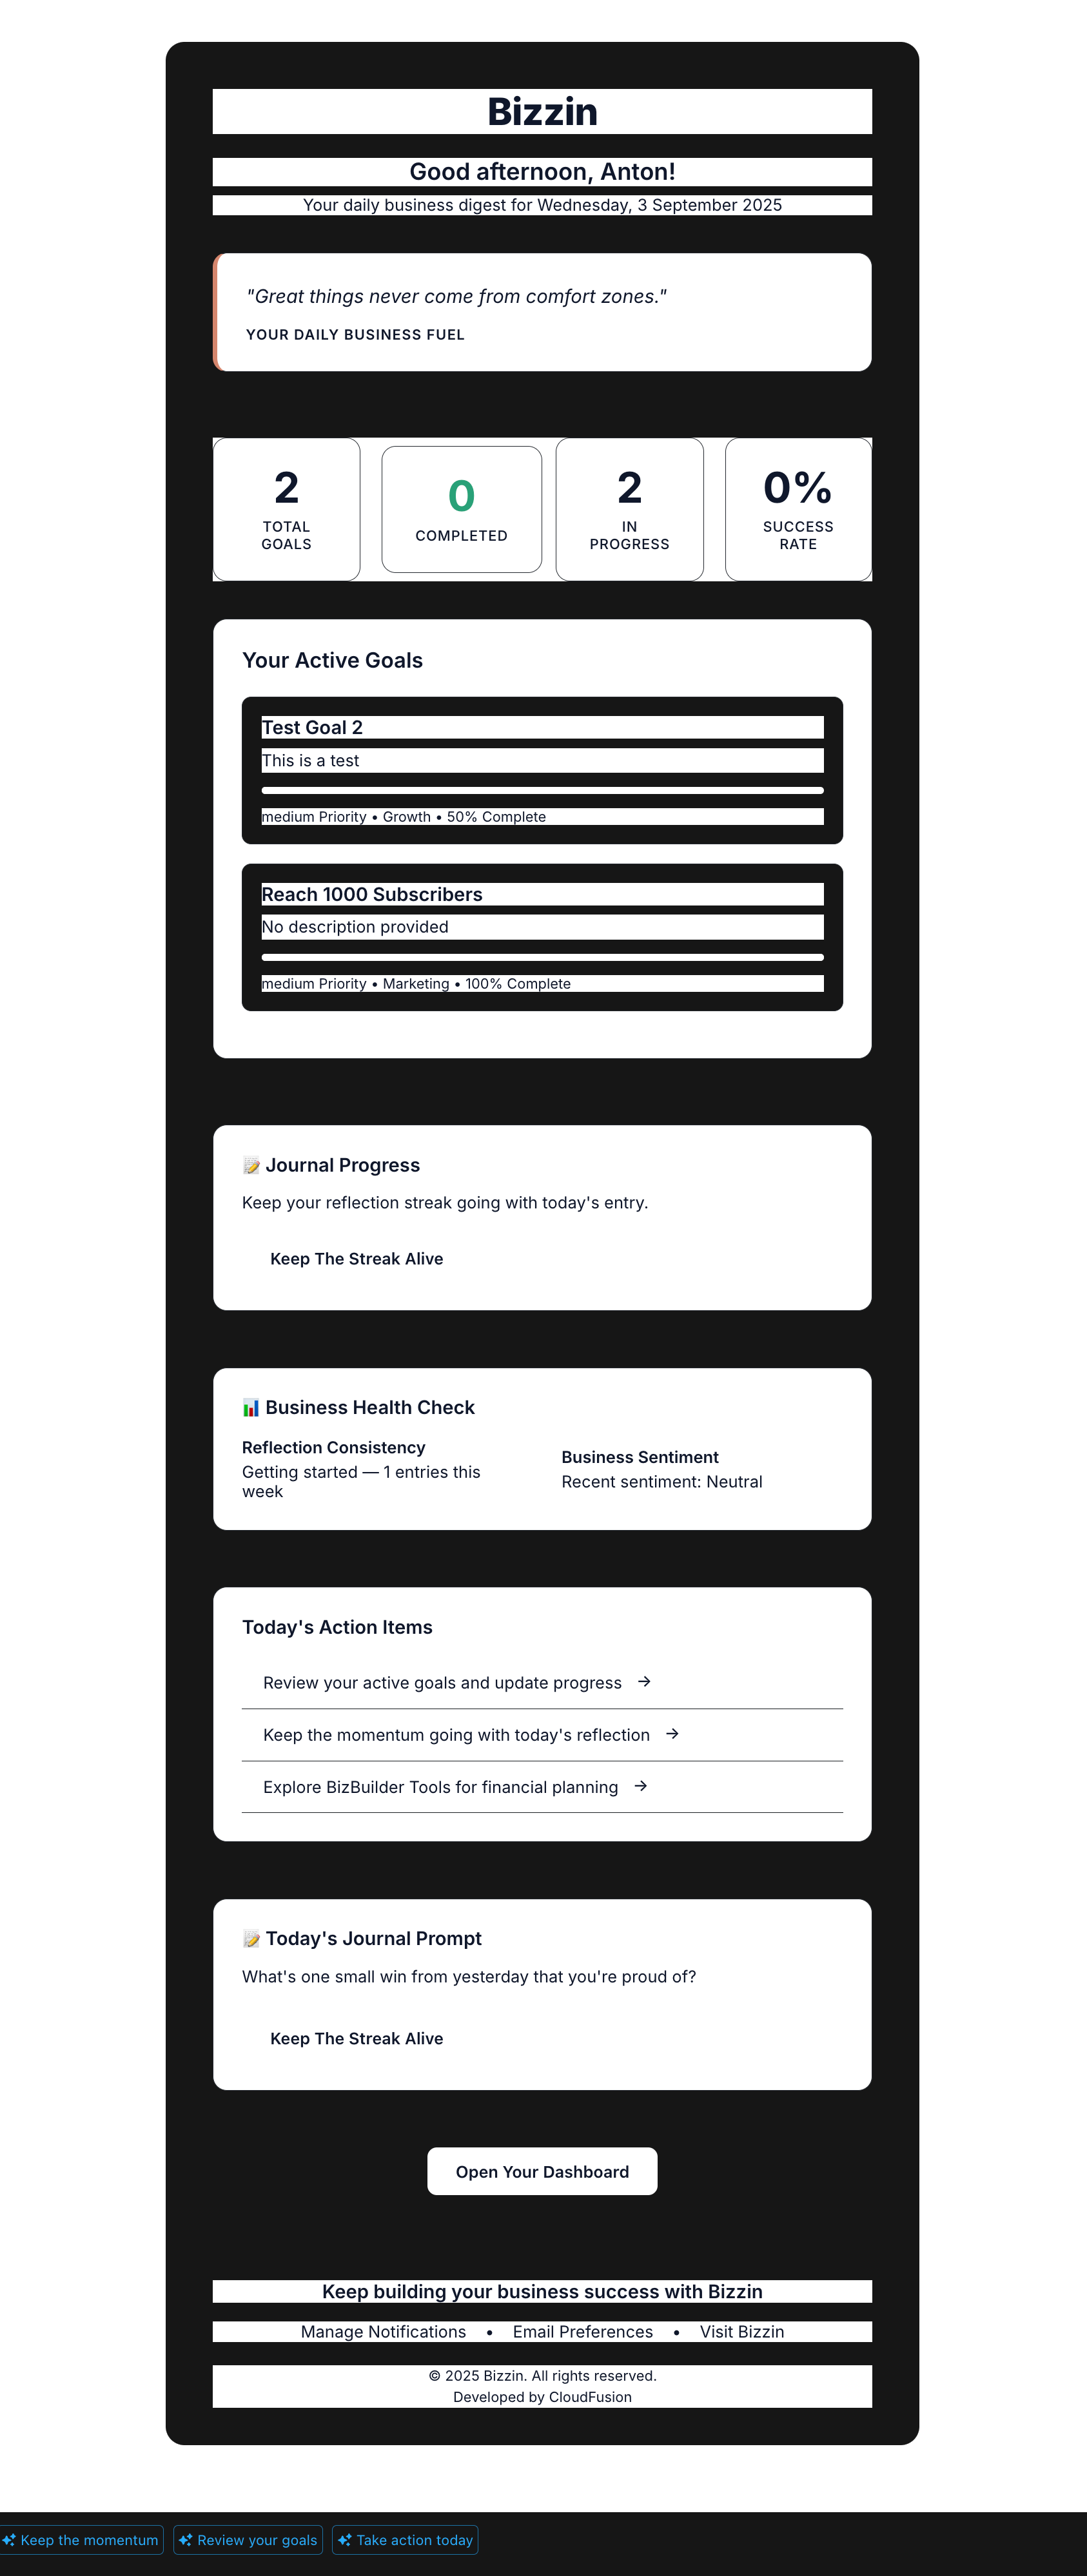 Bizzin
Good afternoon, Anton!
Your daily business digest for Wednesday, 3 September 2025
"Great things never come from comfort zones."
YOUR DAILY BUSINESS FUEL
2
TOTAL
GOALS
0
COMPLETED
2
IN
PROGRESS
0%
SUCCESS
RATE
Your Active Goals
Test Goal 2
This is a test
medium Priority • Growth • 50% Complete
Reach 1000 Subscribers
No description provided
medium Priority • Marketing • 100% Complete
📝 Journal Progress
Keep your reflection streak going with today's entry.
Keep The Streak Alive
📊 Business Health Check
Reflection Consistency
Getting started — 1 entries this
week
Business Sentiment
Recent sentiment: Neutral
Today's Action Items
Review your active goals and update progress →
Keep the momentum going with today's reflection →
Explore BizBuilder Tools for financial planning →
📝 Today's Journal Prompt
What's one small win from yesterday that you're proud of?
Keep The Streak Alive
Open Your Dashboard
Keep building your business success with Bizzin
Manage Notifications • Email Preferences • Visit Bizzin
© 2025 Bizzin. All rights reserved.
Developed by CloudFusion
Keep the momentum
Review your goals
Take action today